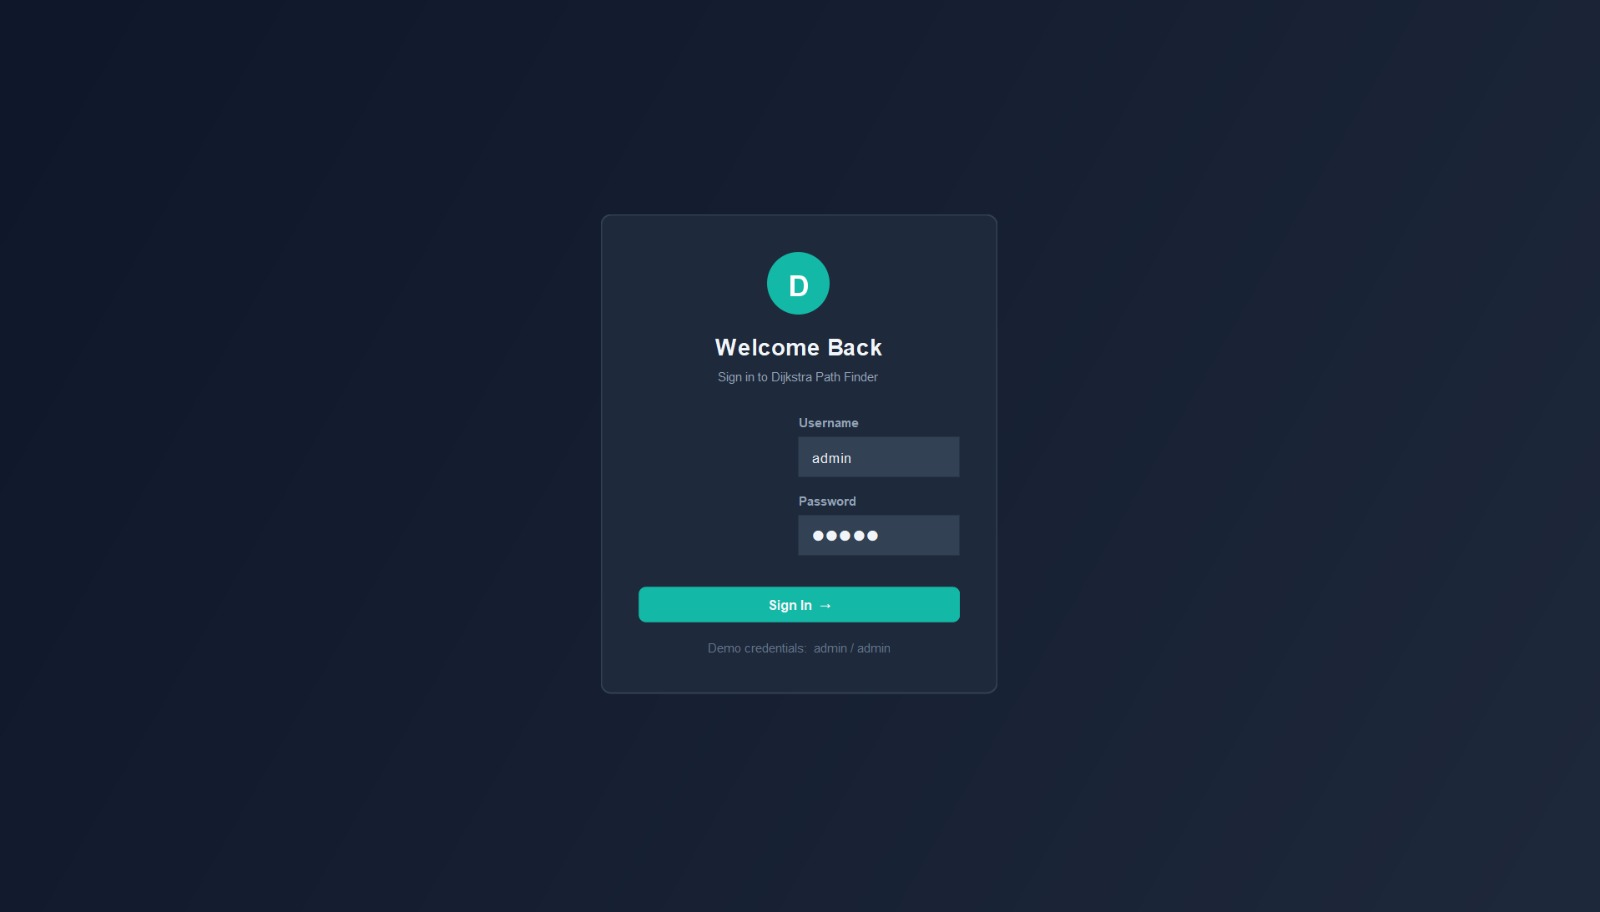 D
Welcome Back
Sign in to Dijkstra Path Finder
Username
admin
Password
●●●●●
Sign In →
Demo credentials: admin / admin